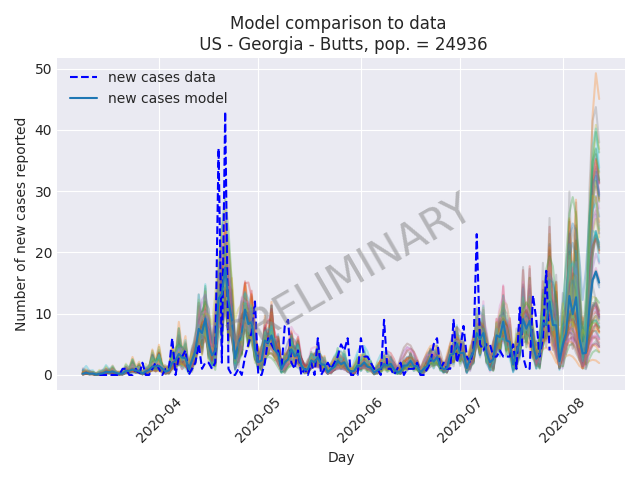 Model comparison to data
US - Georgia - Butts, pop. = 24936
new cases data
new cases model
PRELIMINARY
Number of new cases reported
50
40
30
20
10
0
2020-04
2020-05
2020-06
2020-07
2020-08
Day